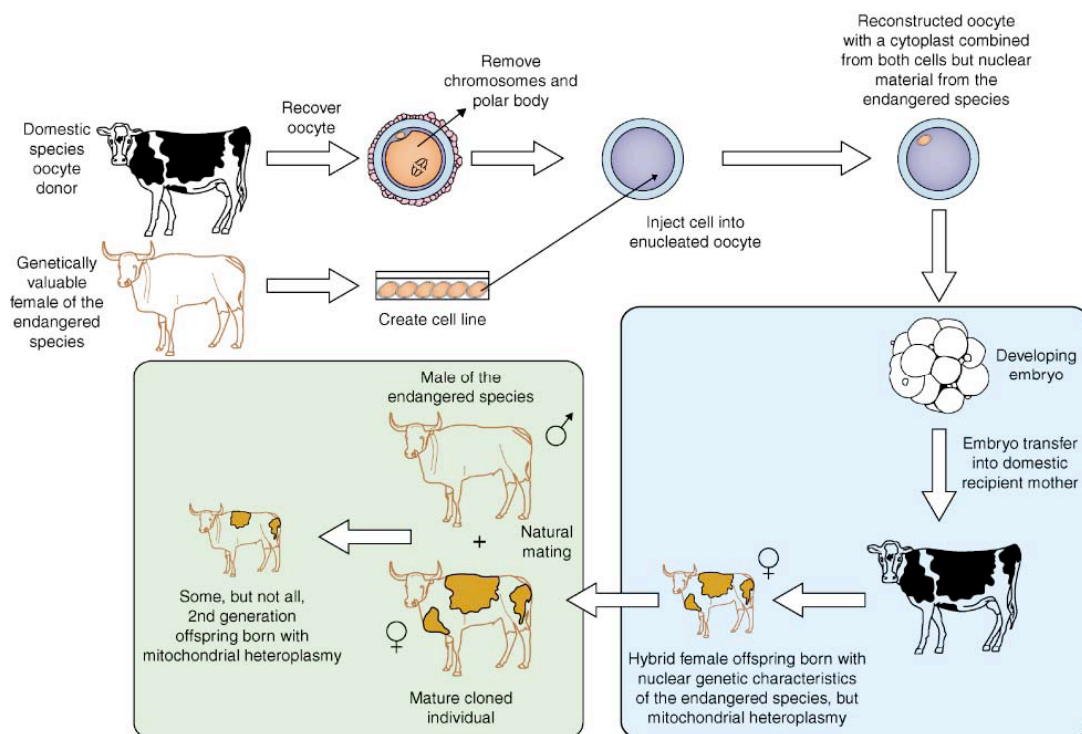 Domestic
species
oocyte
donor
Recover
oocyte
Remove
chromosomes and
polar body
Reconstructed oocyte
with a cytoplast combined
from both cells but nuclear
material from the
endangered species
Inject cell into
enucleated oocyte
Genetically
valuable
female of the
endangered
species
Create cell line
Developing
embryo
Embryo transfer
into domestic
recipient mother
Hybrid female offspring born with
nuclear genetic characteristics
of the endangered species, but
mitochondrial heteroplasmy
Male of the
endangered species
+
Natural
mating
Mature cloned
individual
Some, but not all,
2nd generation
offspring born with
mitochondrial heteroplasmy